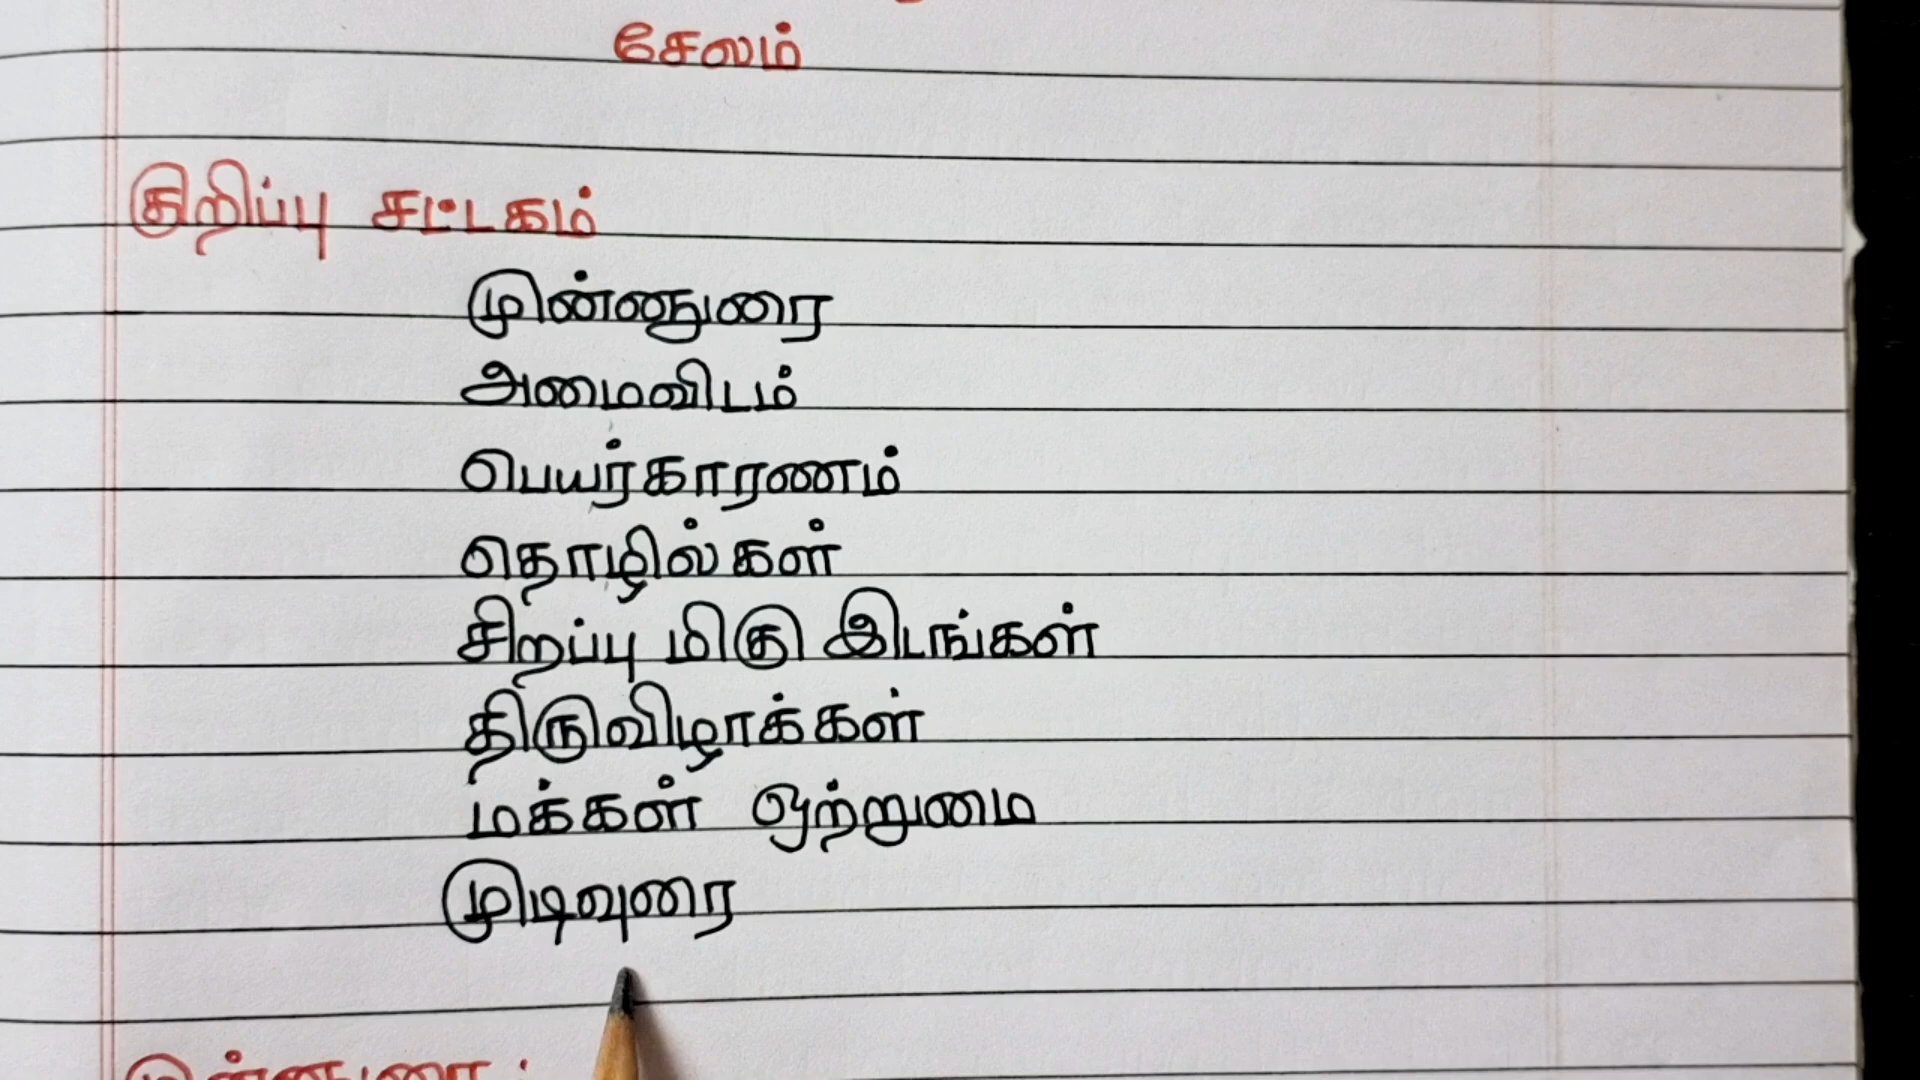 சேலம்
குறிப்பு சட்டகம்
முன்னுரை
அமைவிடம்
பெயர்காரணம்
தொழில்கள்
சிறப்பு மிகு இடங்கள்
திருவிழாக்கள்
மக்கள் ஒற்றுமை
முடிவுரை
முன்னுரை :